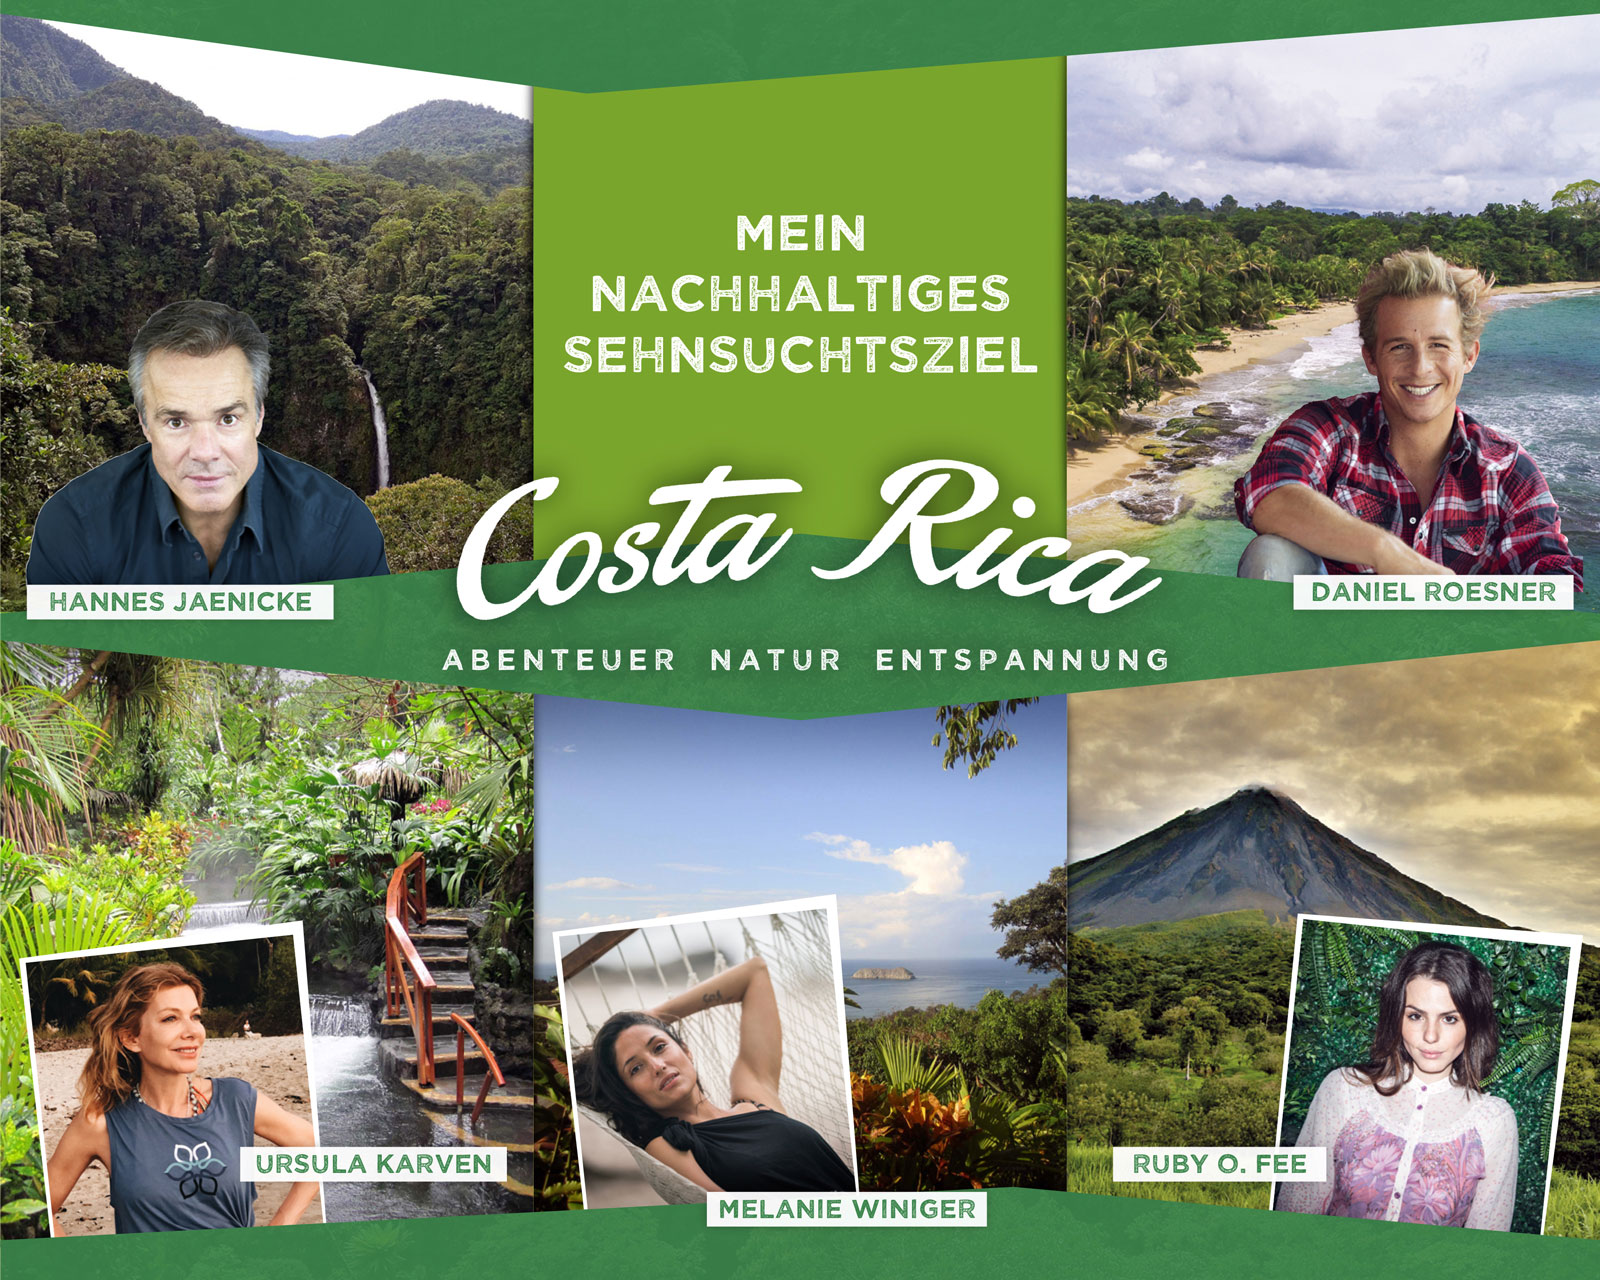 MEIN
NACHHALTIGES
SEHNSUCHTSZIEL
Costa Rica
HANNES JAENICKE
DANIEL ROESNER
ABENTEUER NATUR ENTSPANNUNG
URSULA KARVEN
MELANIE WINIGER
RUBY O. FEE